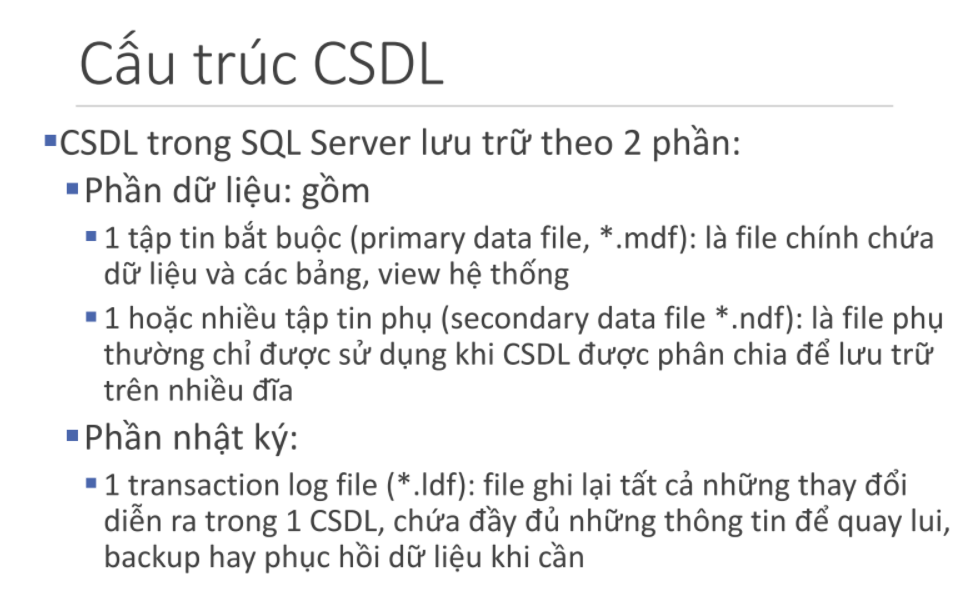 Cấu trúc CSDL
▪CSDL trong SQL Server lưu trữ theo 2 phần:
▪Phần dữ liệu: gồm
▪1 tập tin bắt buộc (primary data file, *.mdf): là file chính chứa
dữ liệu và các bảng, view hệ thống
▪1 hoặc nhiều tập tin phụ (secondary data file *.ndf): là file phụ
thường chỉ được sử dụng khi CSDL được phân chia để lưu trữ
trên nhiều đĩa
▪Phần nhật ký:
▪1 transaction log file (*.ldf): file ghi lại tất cả những thay đổi
diễn ra trong 1 CSDL, chứa đầy đủ những thông tin để quay lui,
backup hay phục hồi dữ liệu khi cần